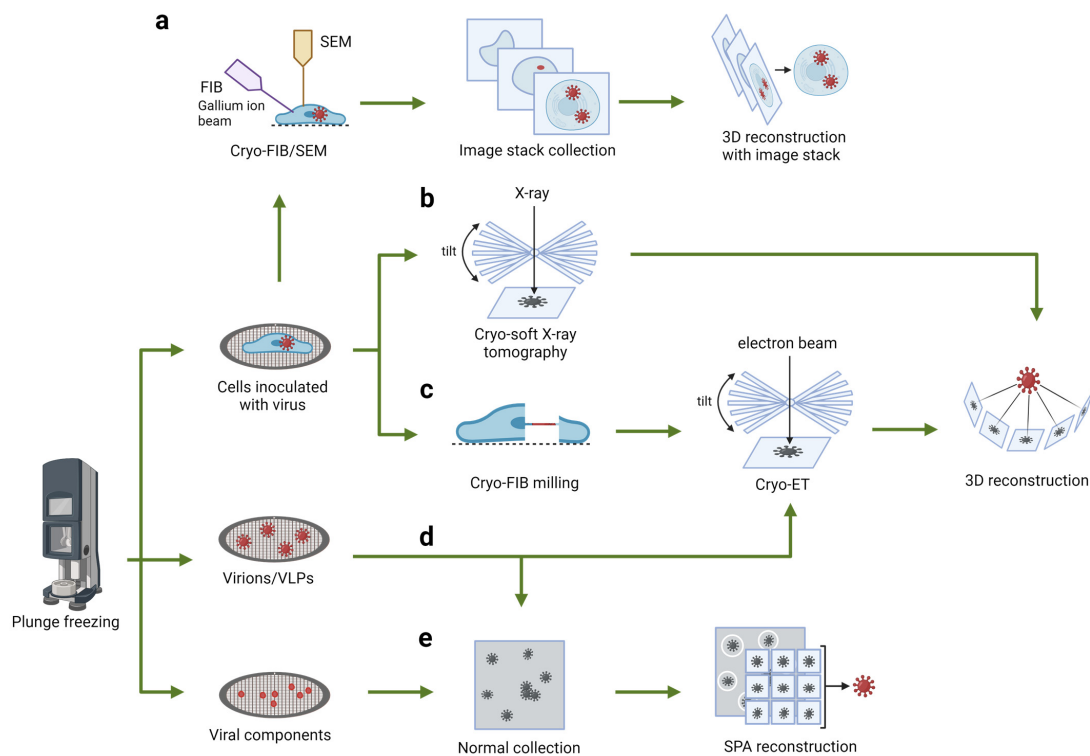 a
SEM
FIB
Gallium ion
beam
Cryo-FIB/SEM
Image stack collection
3D reconstruction
with image stack
b
X-ray
tilt
Cryo-soft X-ray
tomography
Cells inoculated
with virus
c
electron beam
tilt
Cryo-FIB milling
Cryo-ET
3D reconstruction
Plunge freezing
Virions/VLPs
d
e
Viral components
Normal collection
SPA reconstruction